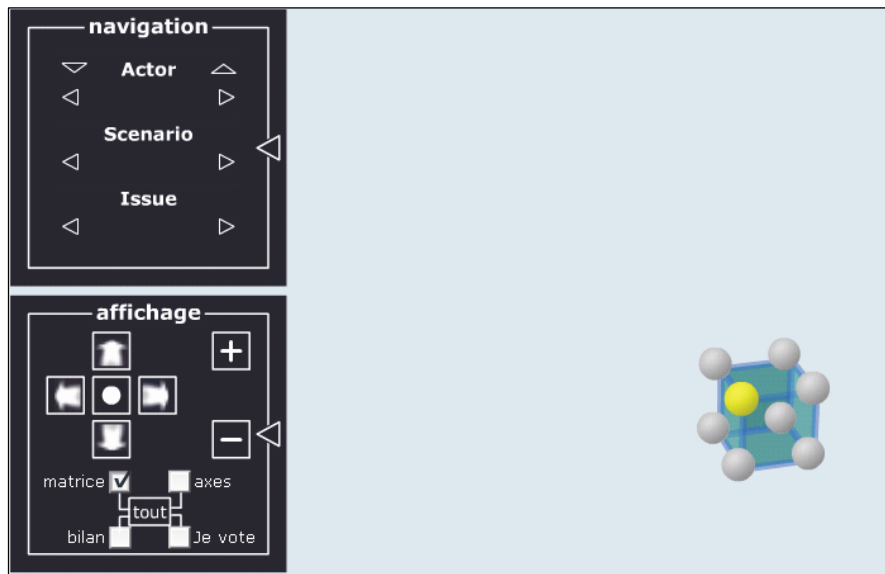 navigation
Actor
Scenario
Issue
affichage
matrice axes
tout
bilan Je vote